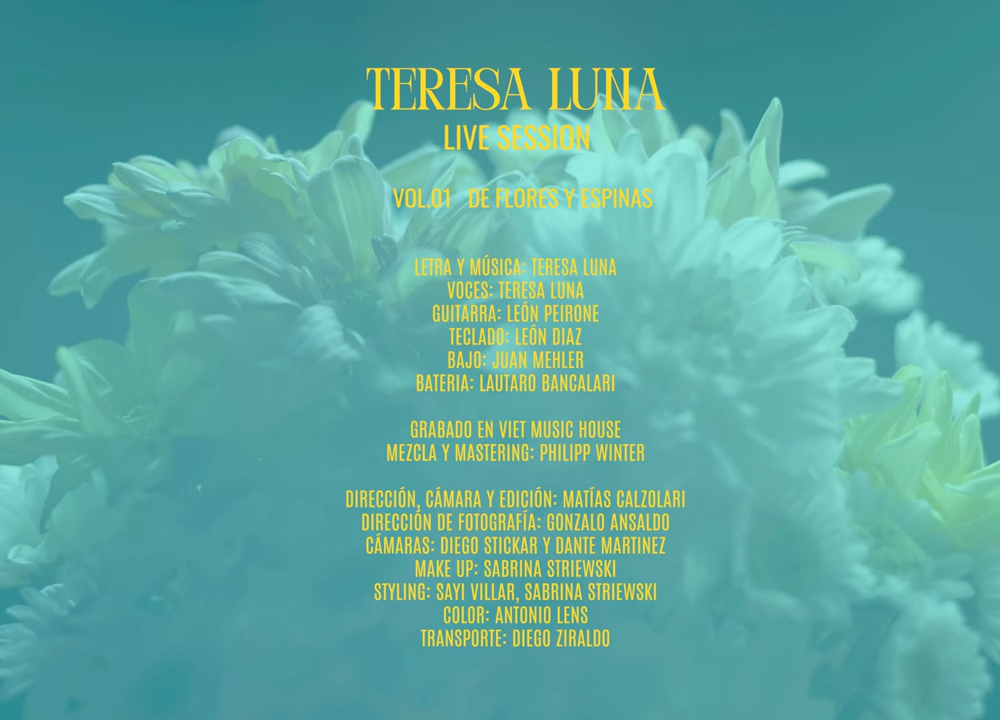 TERESA LUNA
LIVE SESSION
VOL.01 DE FLORES Y ESPINAS
LETRA Y MÚSICA: TERESA LUNA
VOCES: TERESA LUNA
GUITARRA: LEÓN PEIRONE
TECLADO: LEÓN DIAZ
BAJO: JUAN MEHLER
BATERIA: LAUTARO BANCALARI
GRABADO EN VIET MUSIC HOUSE
MEZCLA Y MASTERING: PHILIPP WINTER
DIRECCIÓN, CÁMARA Y EDICIÓN: MATÍAS CALZOLARI
DIRECCIÓN DE FOTOGRAFÍA: GONZALO ANSALDO
CÁMARAS: DIEGO STICKAR Y DANTE MARTINEZ
MAKE UP: SABRINA STRIEWSKI
STYLING: SAYI VILLAR, SABRINA STRIEWSKI
COLOR: ANTONIO LENS
TRANSPORTE: DIEGO ZIRALDO